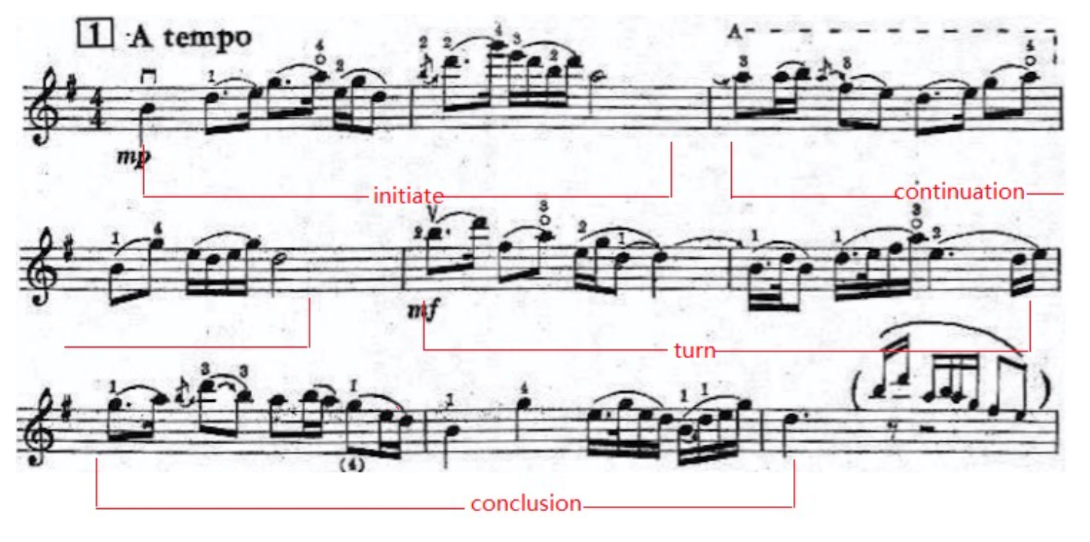 1 A tempo
A
mp
initiate
continuation
mf
turn
(4)
conclusion